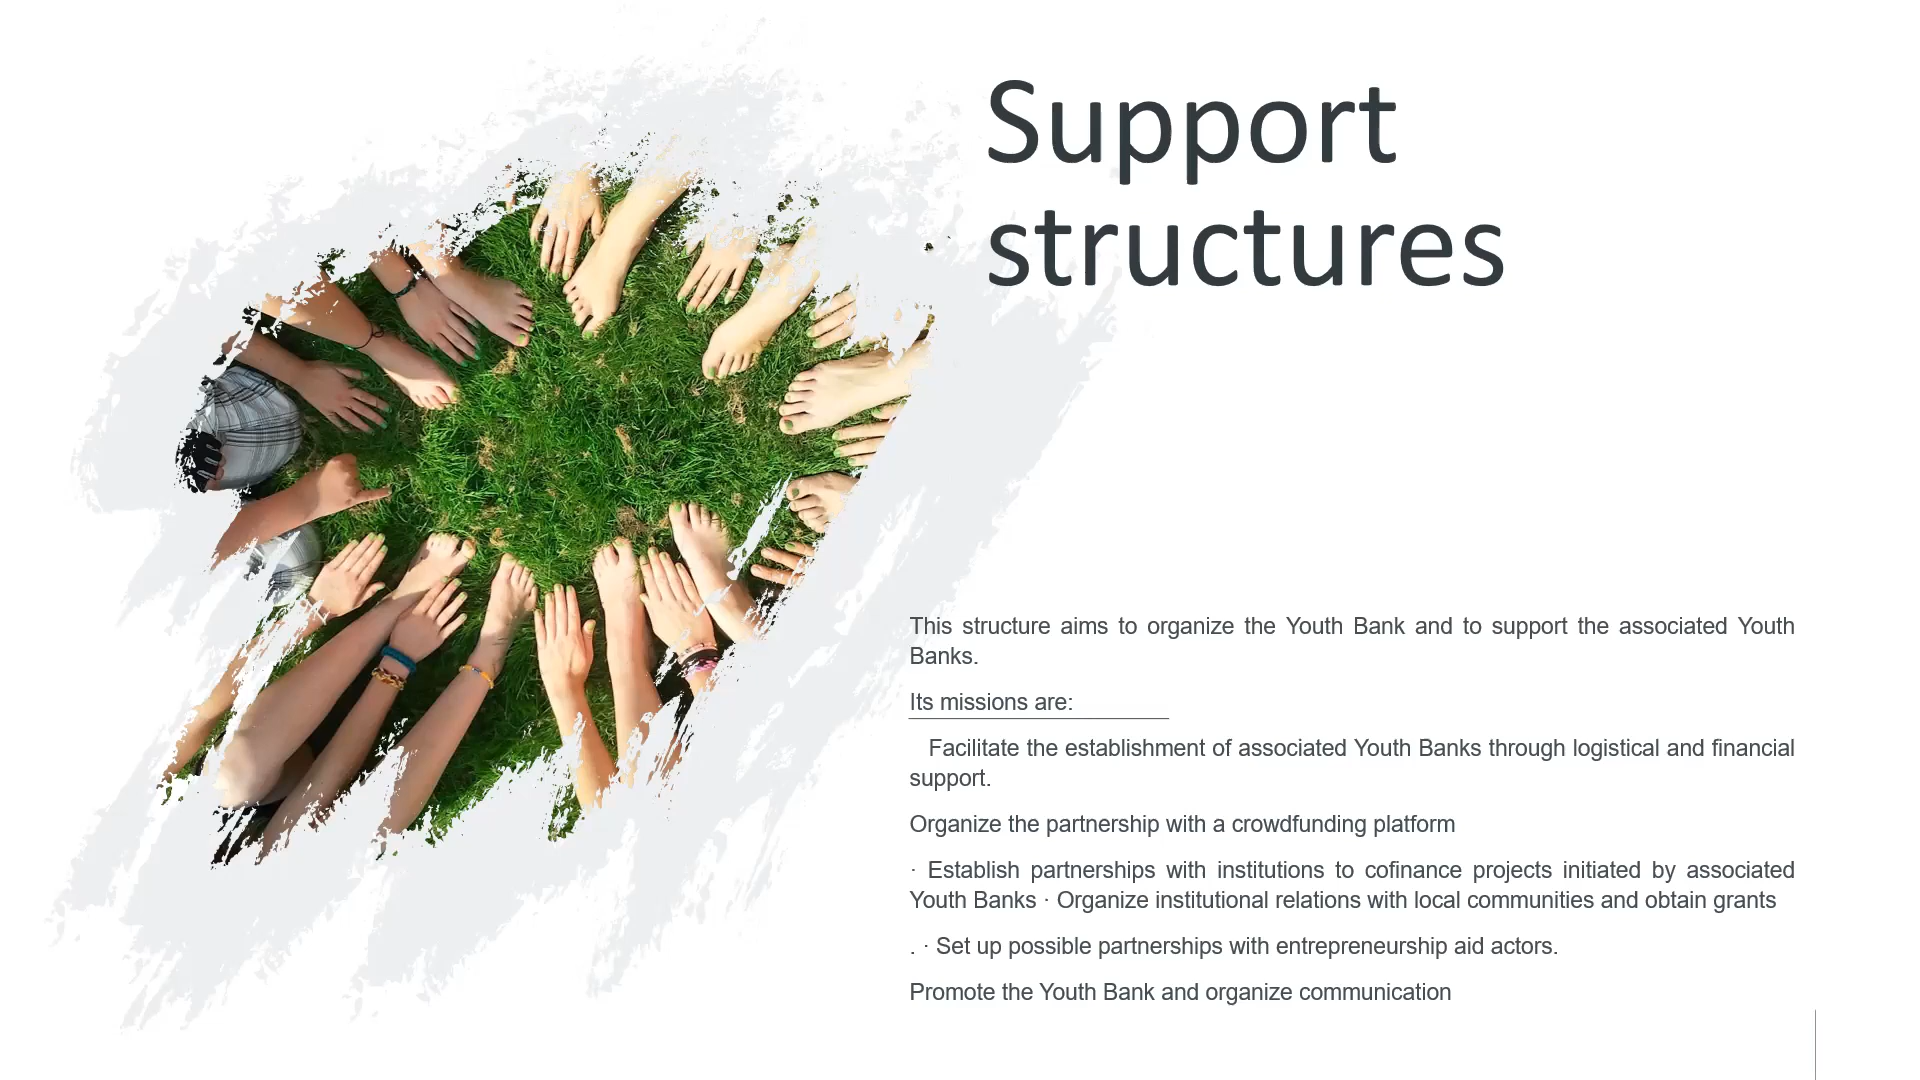 Support
structures
This structure aims to organize the Youth Bank and to support the associated Youth
Banks.
Its missions are:
Facilitate the establishment of associated Youth Banks through logistical and financial
support.
Organize the partnership with a crowdfunding platform
· Establish partnerships with institutions to cofinance projects initiated by associated
Youth Banks · Organize institutional relations with local communities and obtain grants
. · Set up possible partnerships with entrepreneurship aid actors.
Promote the Youth Bank and organize communication